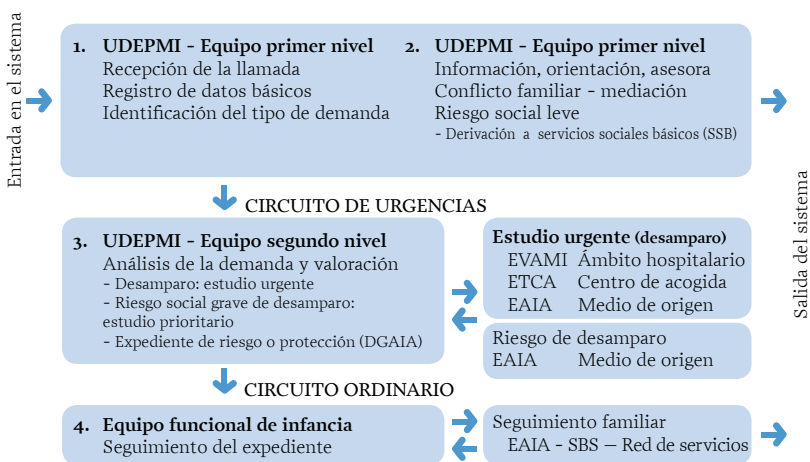 Entrada en el sistema
1. UDEPMI - Equipo primer nivel
Recepción de la llamada
Registro de datos básicos
Identificación del tipo de demanda
2. UDEPMI - Equipo primer nivel
Información, orientación, asesora
Conflicto familiar - mediación
Riesgo social leve
- Derivación a servicios sociales básicos (SSB)
CIRCUITO DE URGENCIAS
3. UDEPMI - Equipo segundo nivel
Análisis de la demanda y valoración
- Desamparo: estudio urgente
- Riesgo social grave de desamparo:
estudio prioritario
- Expediente de riesgo o protección (DGAIA)
Estudio urgente (desamparo)
EVAMI Ámbito hospitalario
ETCA Centro de acogida
EAIA Medio de origen
Riesgo de desamparo
EAIA Medio de origen
CIRCUITO ORDINARIO
4. Equipo funcional de infancia
Seguimiento del expediente
Seguimiento familiar
EAIA - SBS – Red de servicios
Salida del sistema